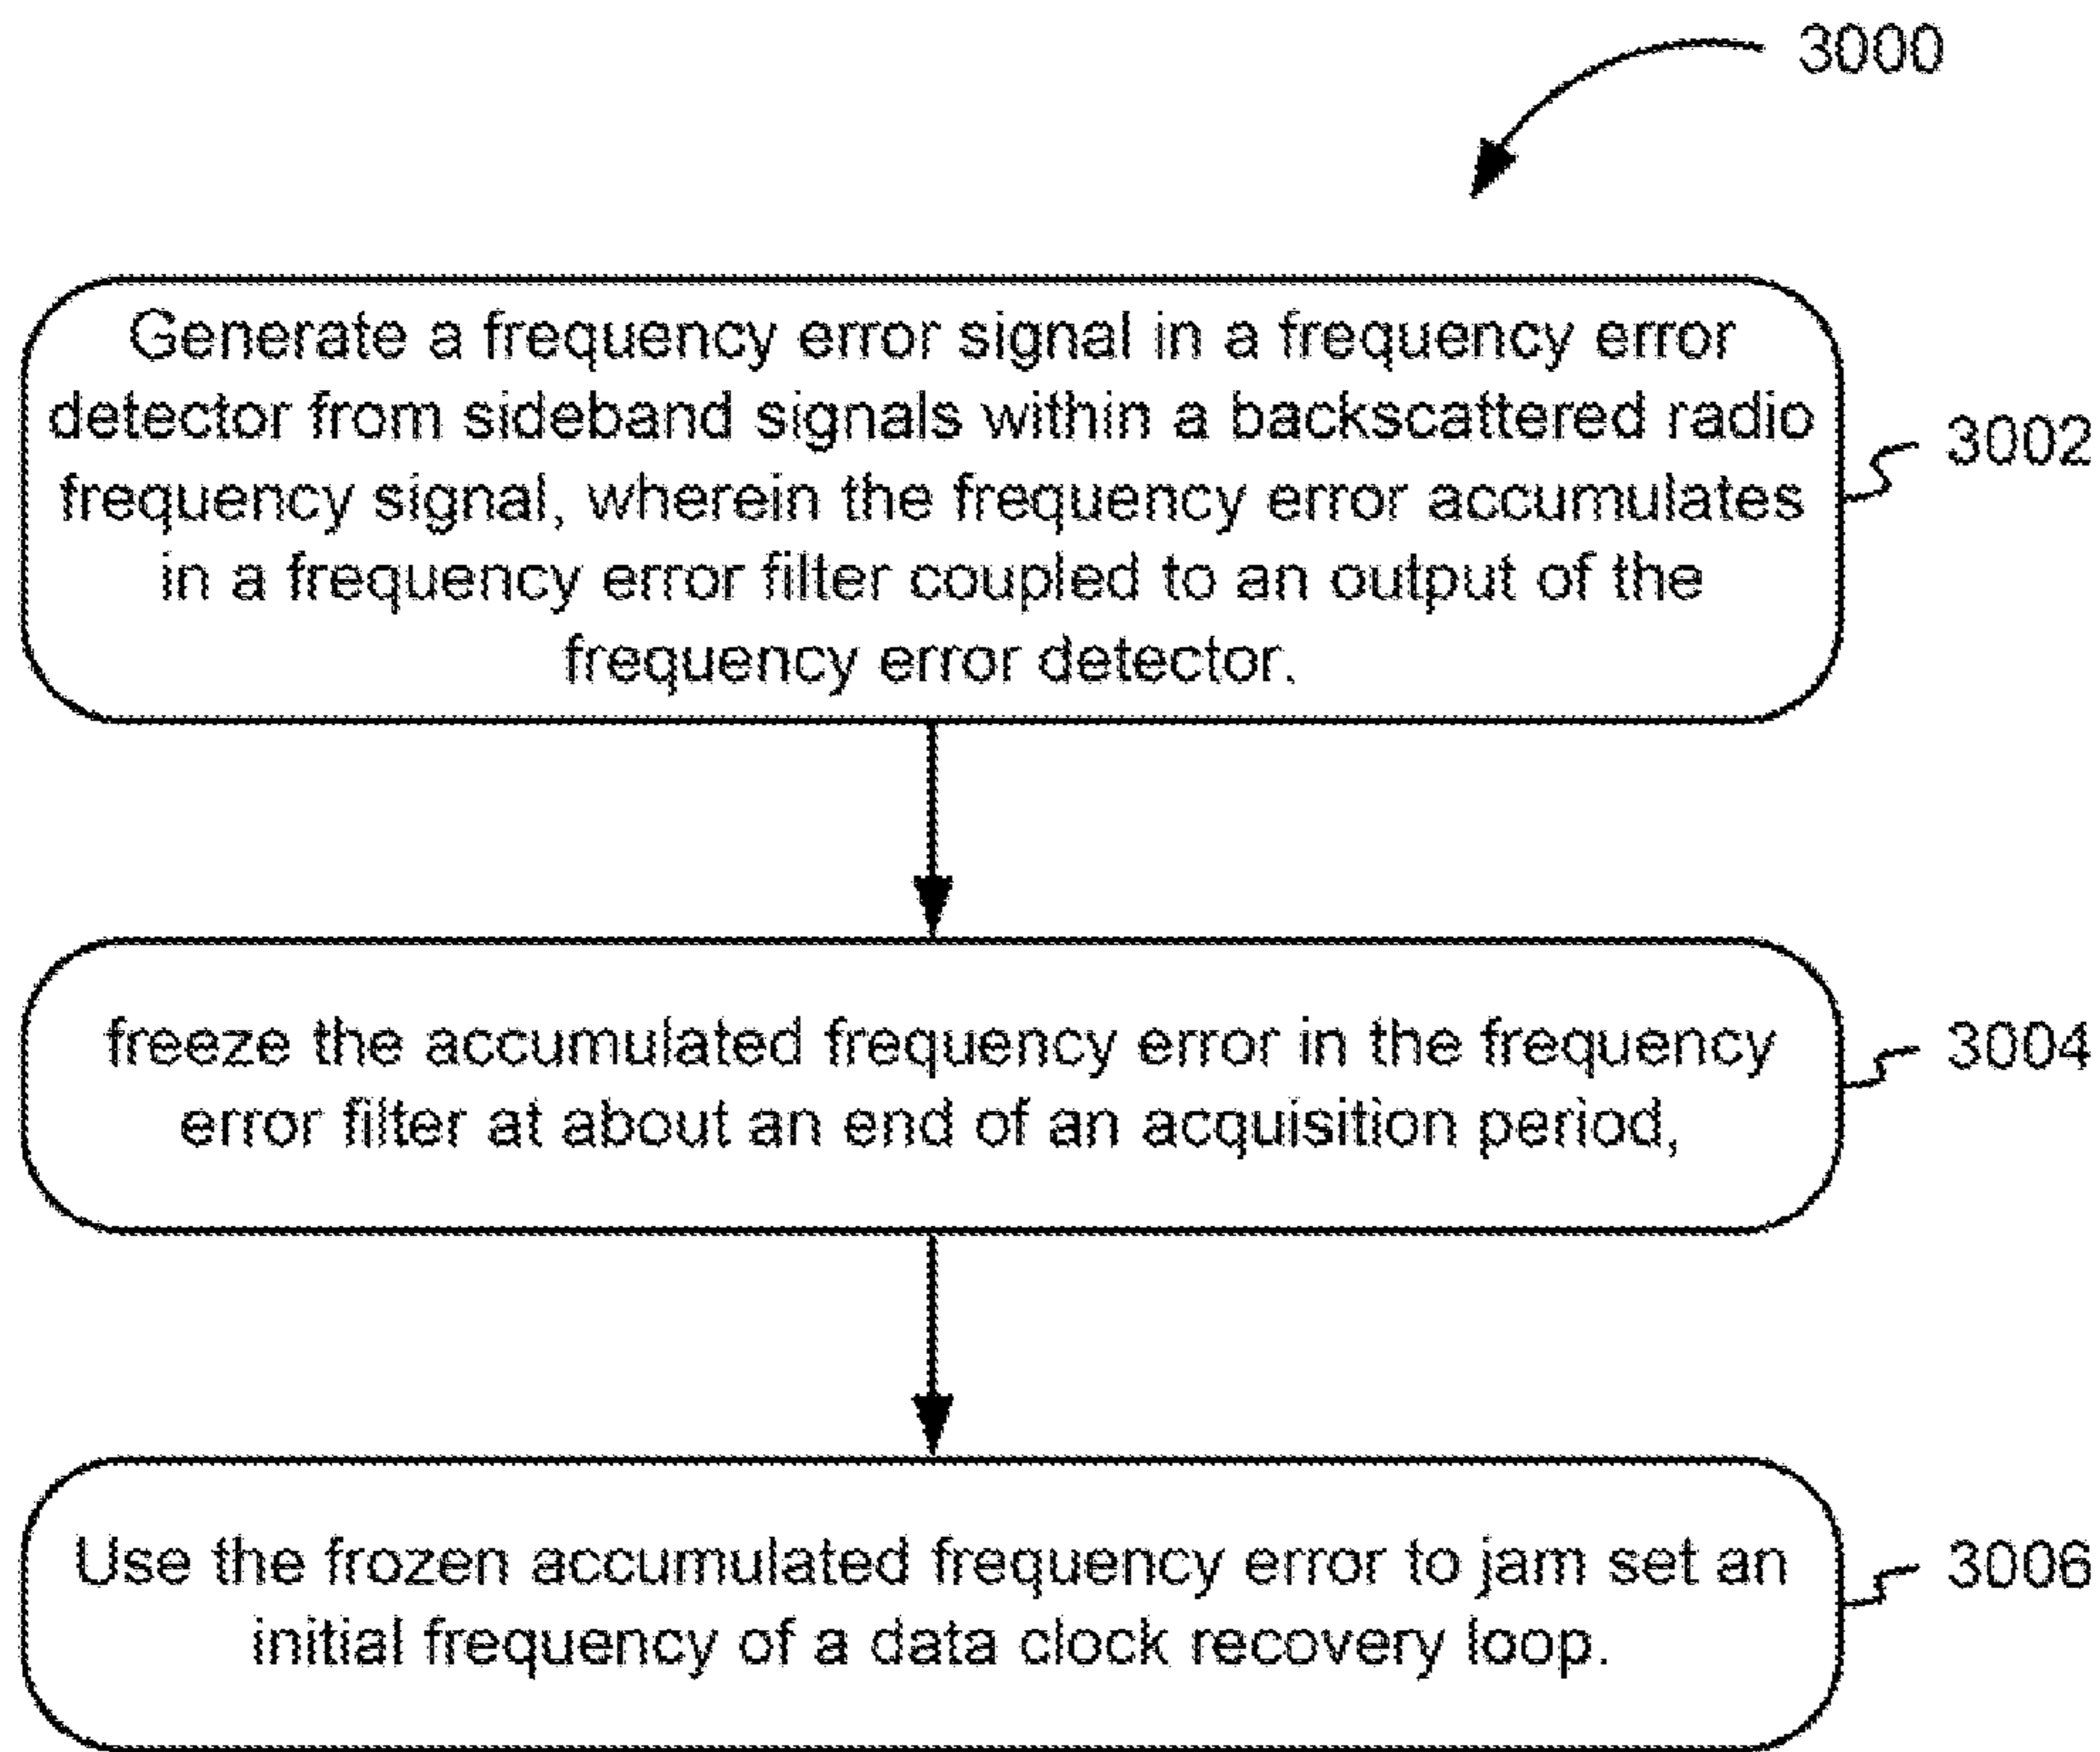 3000
Generate a frequency error signal in a frequency error
detector from sideband signals within a backscattered radio
frequency signal, wherein the frequency error accumulates
in a frequency error filter coupled to an output of the
frequency error detector.
3002
freeze the accumulated frequency error in the frequency
error filter at about an end of an acquisition period,
3004
Use the frozen accumulated frequency error to jam set an
initial frequency of a data clock recovery loop.
3006